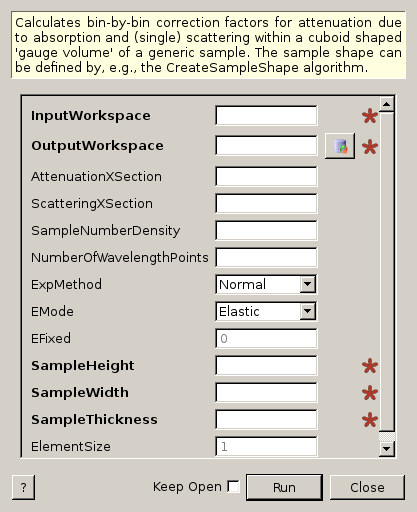 Calculates bin-by-bin correction factors for attenuation due
to absorption and (single) scattering within a cuboid shaped
'gauge volume' of a generic sample. The sample shape can
be defined by, e.g., the CreateSampleShape algorithm.
InputWorkspace
OutputWorkspace
AttenuationXSection
ScatteringXSection
SampleNumberDensity
NumberOfWavelengthPoints
ExpMethod Normal
EMode Elastic
EFixed 0
SampleHeight
SampleWidth
SampleThickness
ElementSize 1
? Keep Open Run Close